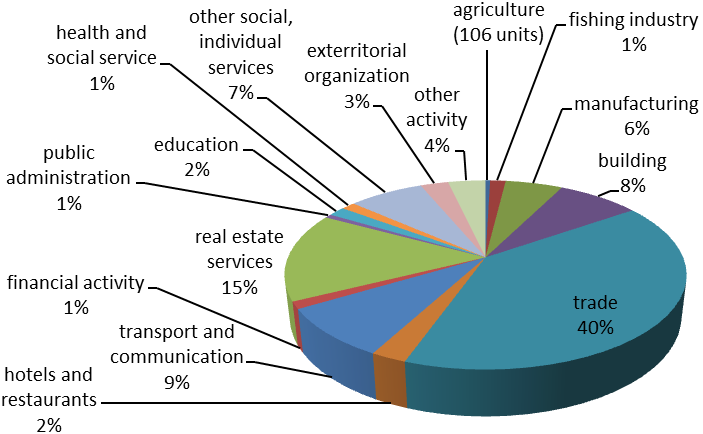 agriculture
(106 units)
fishing industry
1%
manufacturing
6%
building
8%
trade
40%
hotels and
restaurants
2%
transport and
communication
9%
financial activity
1%
real estate
services
15%
public
administration
1%
education
2%
health and
social service
1%
other social,
individual
services
7%
exterritorial
organization
3%
other
activity
4%